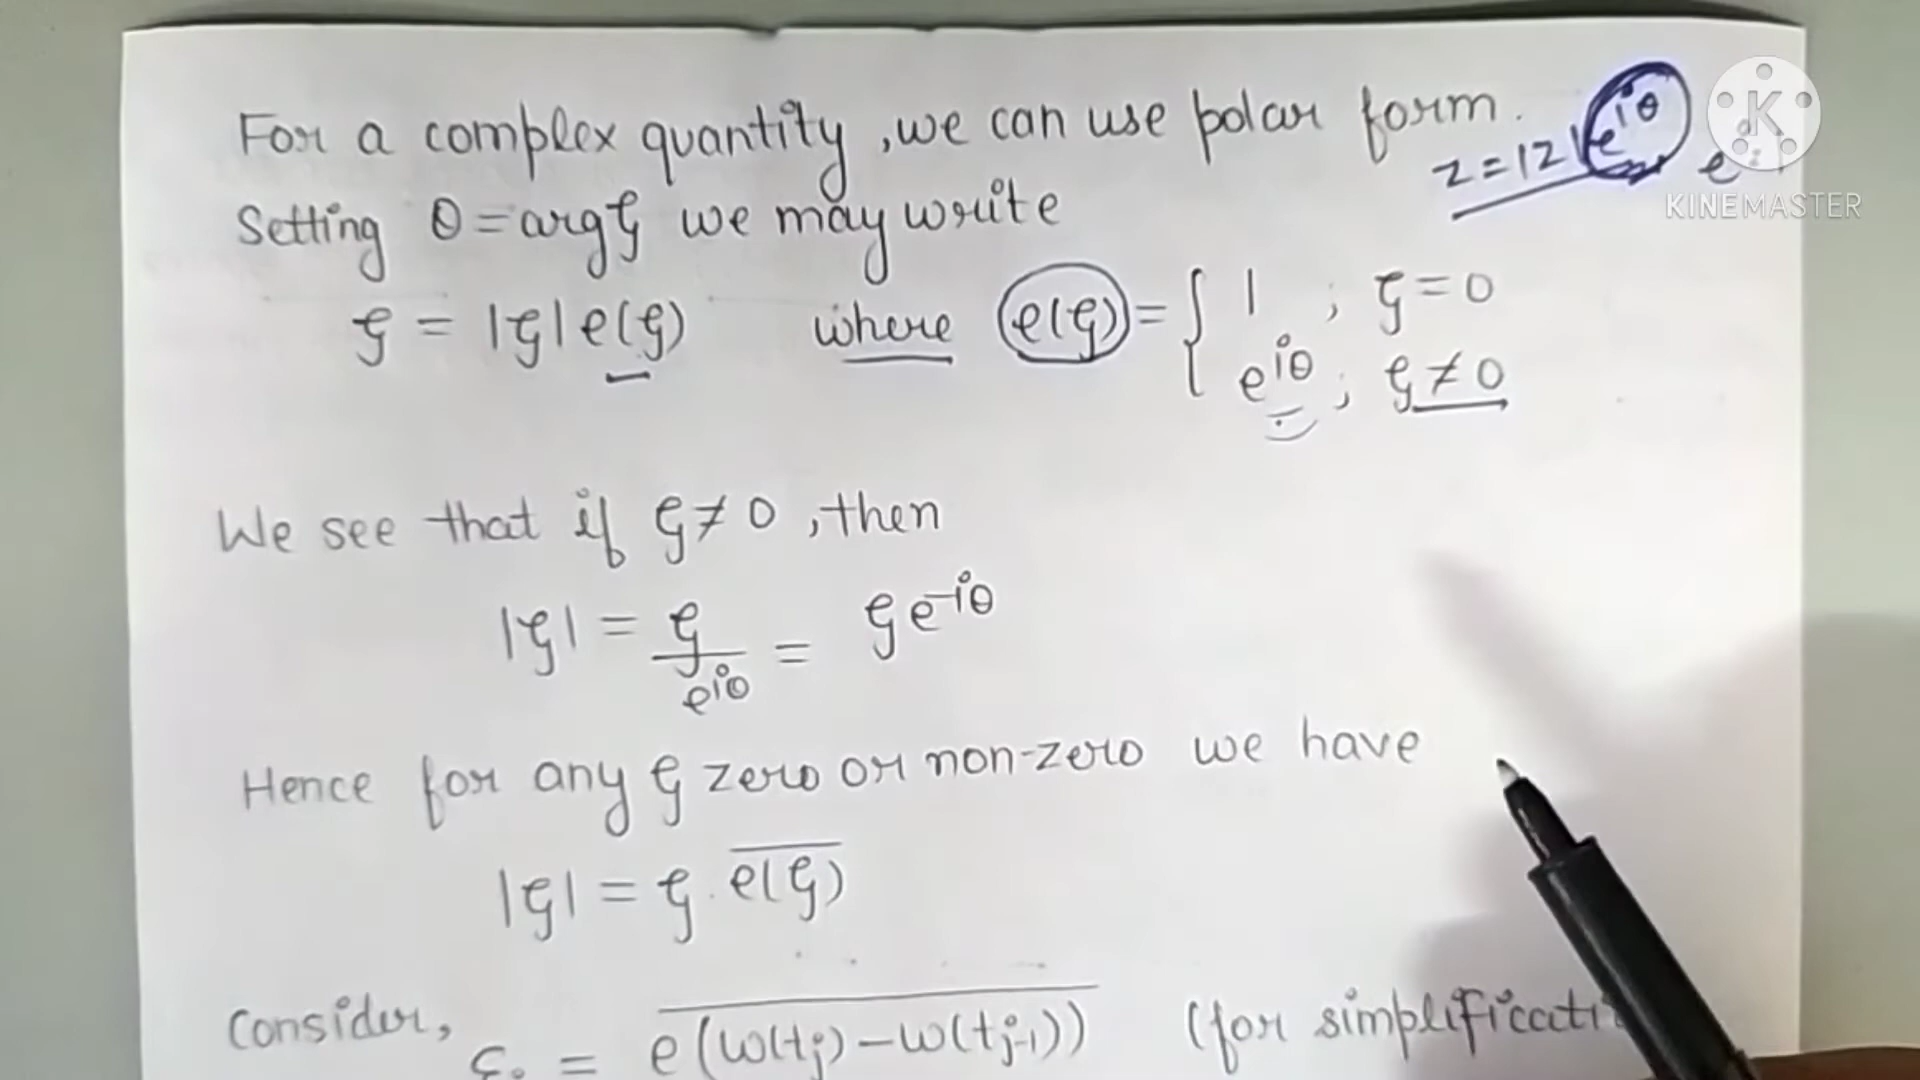 For a complex quantity, we can use polar form.
z=|z|e^{iθ}
KINEMASTER
Setting θ = arg ξ we may write
ξ = |ξ| e(ξ) where e(ξ) = { 1 ; ξ = 0
e^{iθ} ; ξ ≠ 0
We see that if ξ ≠ 0, then
|ξ| = ξ/e^{iθ} = ξ e^{-iθ}
Hence for any ξ zero or non-zero we have
|ξ| = ξ . \overline{e(ξ)}
Consider,
ε_j = \overline{e(w(t_j) - w(t_{j-1}))} (for simplificati